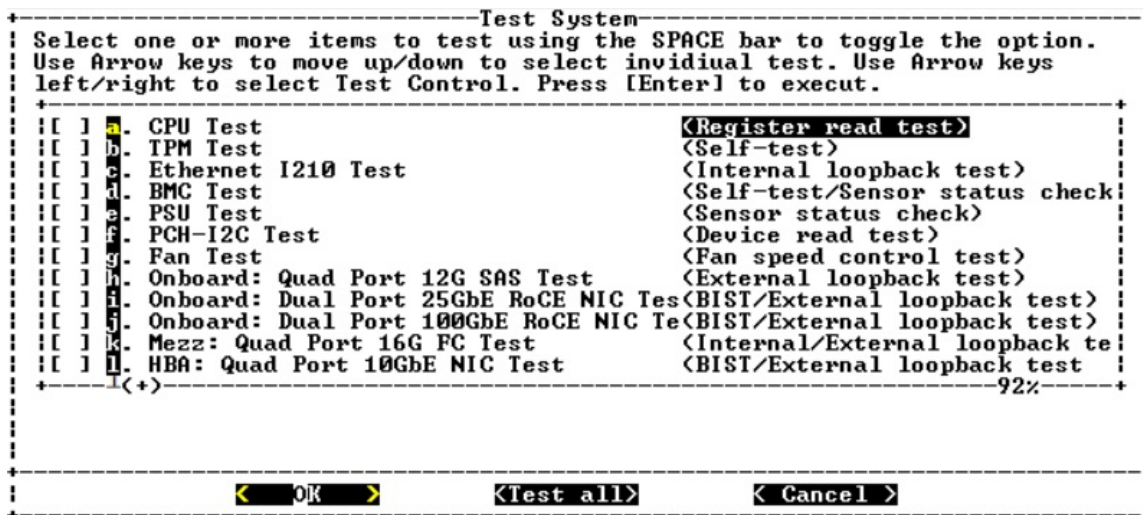 Test System
Select one or more items to test using the SPACE bar to toggle the option.
Use Arrow keys to move up/down to select invidiual test. Use Arrow keys
left/right to select Test Control. Press [Enter] to execut.
[ ] a. CPU Test (Register read test)
[ ] b. TPM Test (Self-test)
[ ] c. Ethernet I210 Test (Internal loopback test)
[ ] d. BMC Test (Self-test/Sensor status check
[ ] e. PSU Test (Sensor status check)
[ ] f. PCH-I2C Test (Device read test)
[ ] g. Fan Test (Fan speed control test)
[ ] h. Onboard: Quad Port 12G SAS Test (External loopback test)
[ ] i. Onboard: Dual Port 25GbE RoCE NIC Tes(BIST/External loopback test)
[ ] j. Onboard: Dual Port 100GbE RoCE NIC Te(BIST/External loopback test)
[ ] k. Mezz: Quad Port 16G FC Test (Internal/External loopback te
[ ] l. HBA: Quad Port 10GbE NIC Test (BIST/External loopback test
(+) 92%
< OK > <Test all> < Cancel >